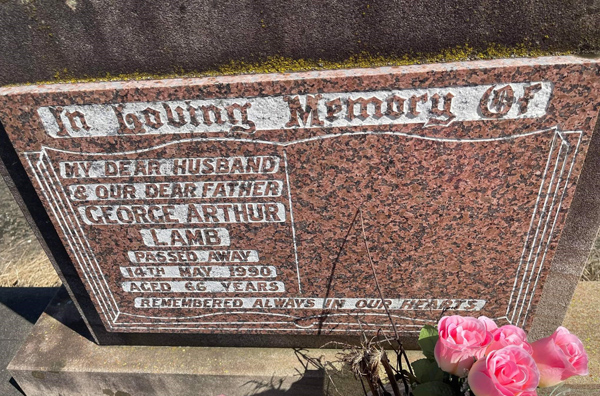 In Loving Memory Of
MY DEAR HUSBAND
& OUR DEAR FATHER
GEORGE ARTHUR
LAMB
PASSED AWAY
14TH MAY 1990
AGED 66 YEARS
REMEMBERED ALWAYS IN OUR HEARTS